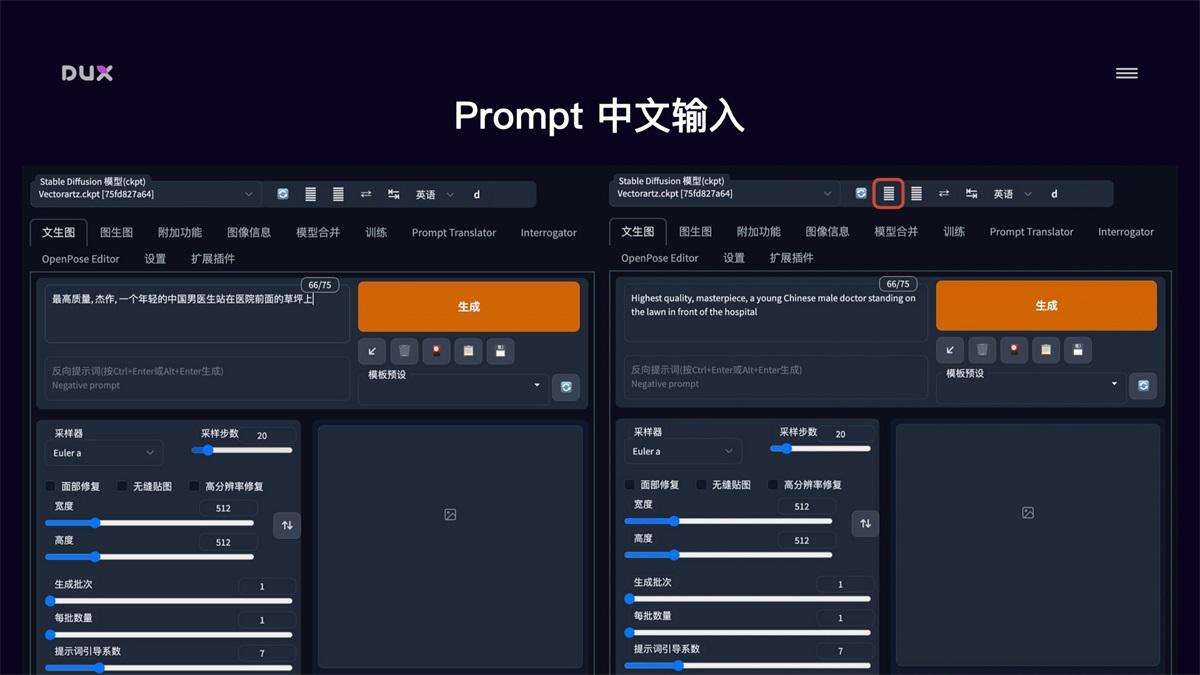 DUX
Prompt 中文输入
Stable Diffusion 模型(ckpt)
Vectorartz.ckpt [75fd827a64]
英语
d
文生图 图生图 附加功能 图像信息 模型合并 训练 Prompt Translator Interrogator
OpenPose Editor 设置 扩展插件
66/75
最高质量, 杰作, 一个年轻的中国男医生站在医院前面的草坪上
生成
反向提示词(按Ctrl+Enter或Alt+Enter生成)
Negative prompt
模板预设
采样器
Euler a
采样步数 20
面部修复 无缝贴图 高分辨率修复
宽度 512
高度 512
生成批次 1
每批数量 1
提示词引导系数 7
Stable Diffusion 模型(ckpt)
Vectorartz.ckpt [75fd827a64]
英语
d
文生图 图生图 附加功能 图像信息 模型合并 训练 Prompt Translator Interrogator
OpenPose Editor 设置 扩展插件
66/75
Highest quality, masterpiece, a young Chinese male doctor standing on
the lawn in front of the hospital
生成
反向提示词(按Ctrl+Enter或Alt+Enter生成)
Negative prompt
模板预设
采样器
Euler a
采样步数 20
面部修复 无缝贴图 高分辨率修复
宽度 512
高度 512
生成批次 1
每批数量 1
提示词引导系数 7